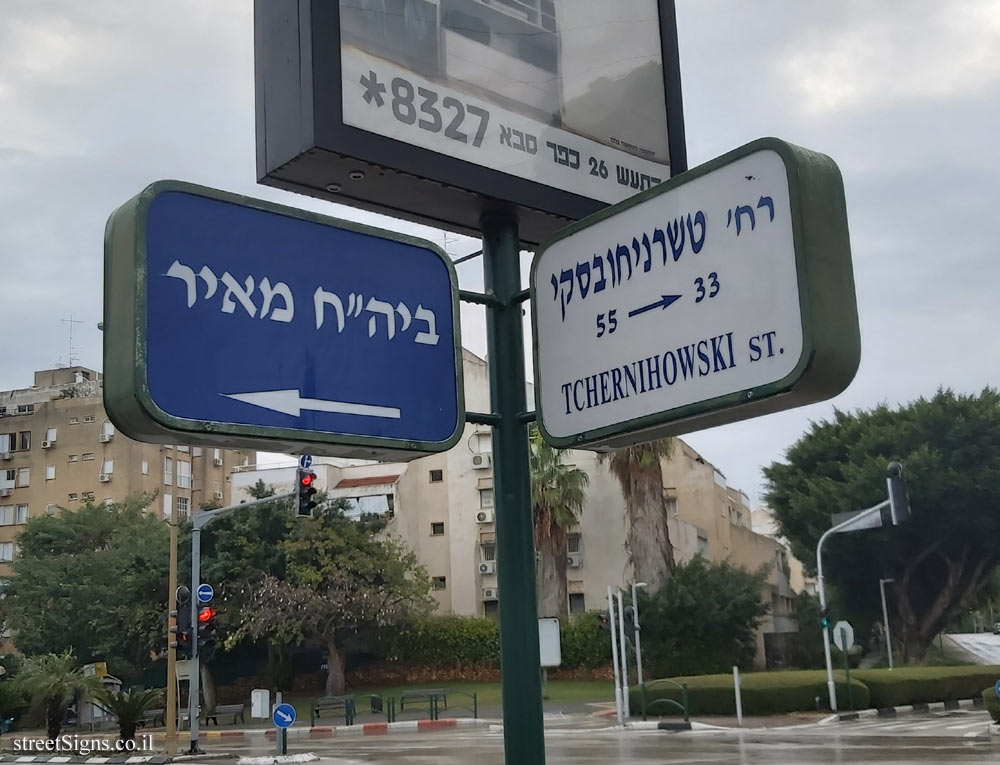 *8327
התעש 26 כפר סבא
ביה"ח מאיר
רח' טשרניחובסקי
55 → 33
TCHERNIHOWSKI ST.
streetSigns.co.il